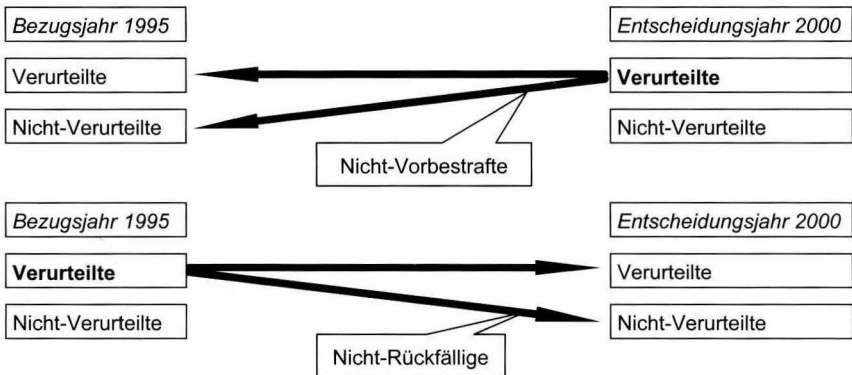 Bezugsjahr 1995
Entscheidungsjahr 2000
Verurteilte
Verurteilte
Nicht-Verurteilte
Nicht-Verurteilte
Nicht-Vorbestrafte
Bezugsjahr 1995
Entscheidungsjahr 2000
Verurteilte
Verurteilte
Nicht-Verurteilte
Nicht-Verurteilte
Nicht-Rückfällige